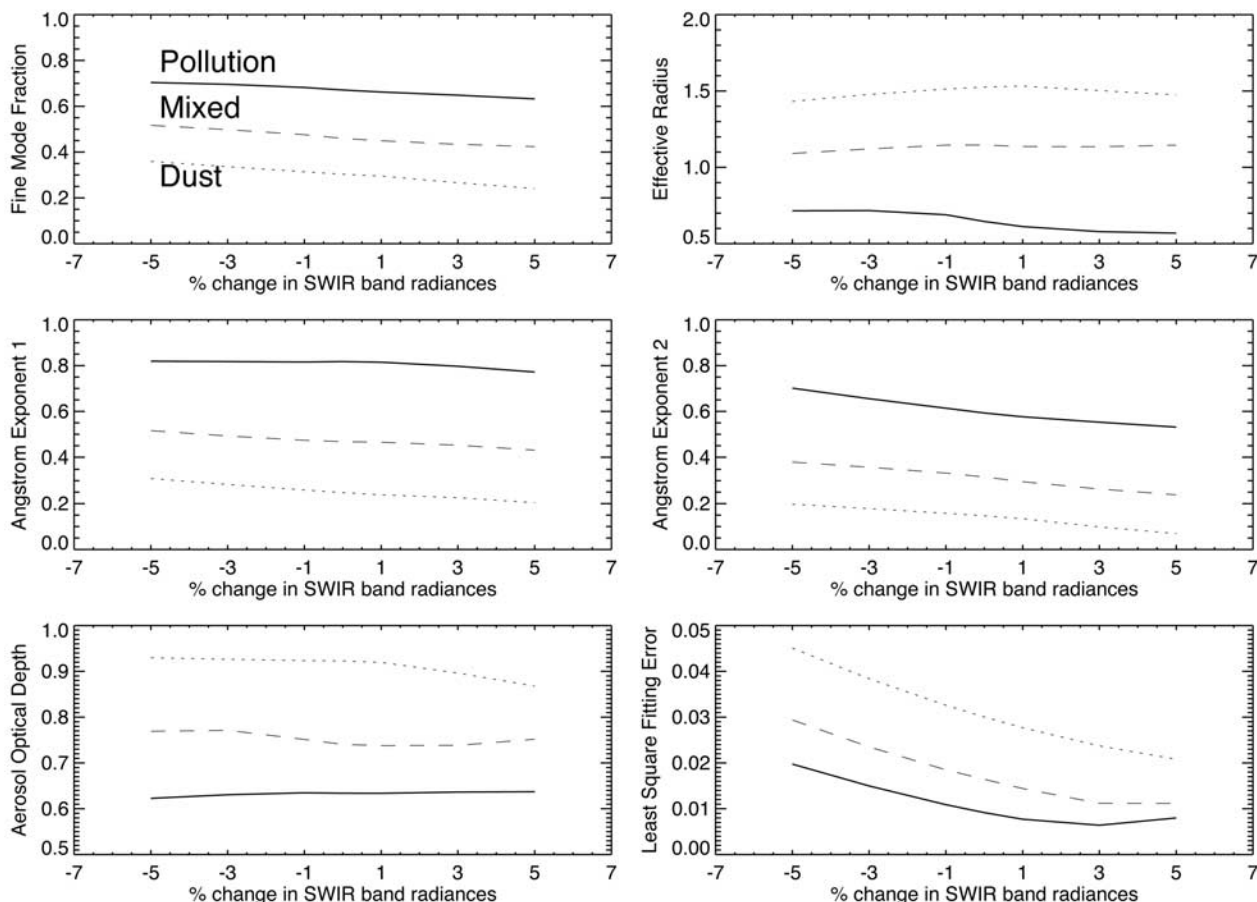 Fine Mode Fraction
1.0
0.8
0.6
0.4
0.2
0.0
Pollution
Mixed
Dust
-7 -5 -3 -1 1 3 5 7
% change in SWIR band radiances
Effective Radius
2.0
1.5
1.0
0.5
-7 -5 -3 -1 1 3 5 7
% change in SWIR band radiances
Angstrom Exponent 1
1.0
0.8
0.6
0.4
0.2
0.0
-7 -5 -3 -1 1 3 5 7
% change in SWIR band radiances
Angstrom Exponent 2
1.0
0.8
0.6
0.4
0.2
0.0
-7 -5 -3 -1 1 3 5 7
% change in SWIR band radiances
Aerosol Optical Depth
1.0
0.9
0.8
0.7
0.6
0.5
-7 -5 -3 -1 1 3 5 7
% change in SWIR band radiances
Least Square Fitting Error
0.05
0.04
0.03
0.02
0.01
0.00
-7 -5 -3 -1 1 3 5 7
% change in SWIR band radiances